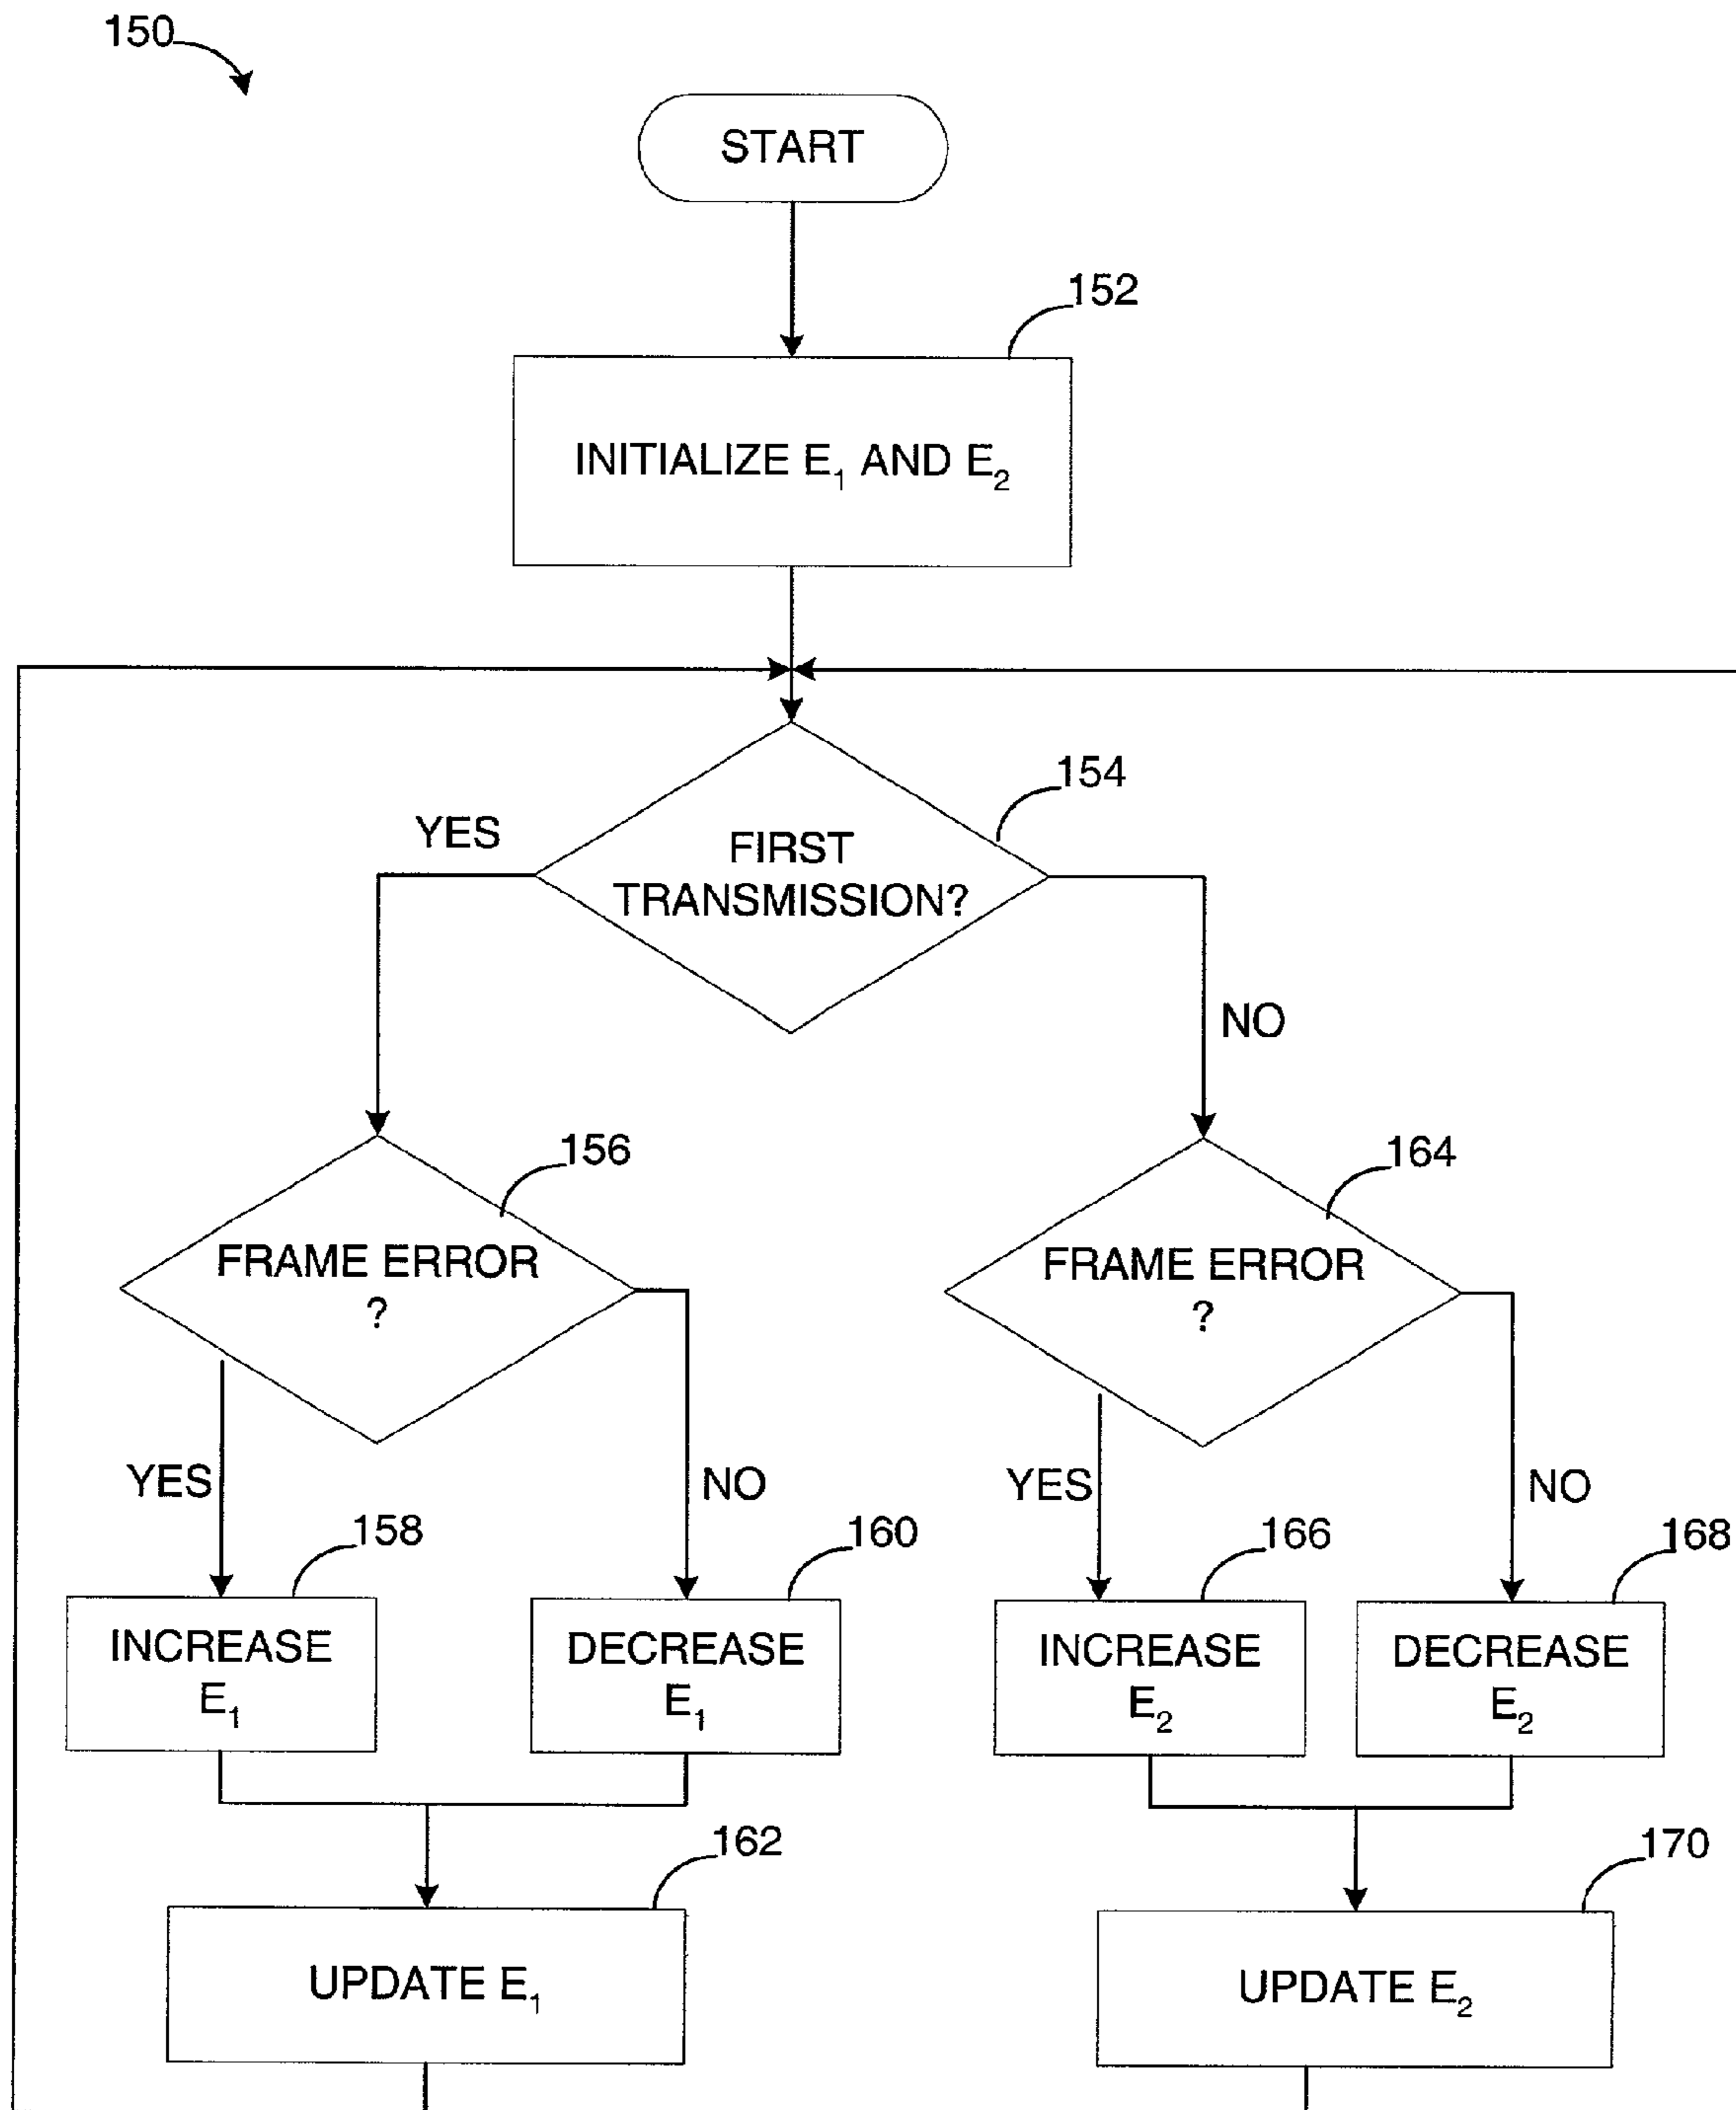 150
START
152
INITIALIZE E₁ AND E₂
154
YES
FIRST
TRANSMISSION?
NO
156
164
FRAME ERROR
?
FRAME ERROR
?
YES
NO
YES
NO
158
160
166
168
INCREASE
E₁
DECREASE
E₁
INCREASE
E₂
DECREASE
E₂
162
170
UPDATE E₁
UPDATE E₂